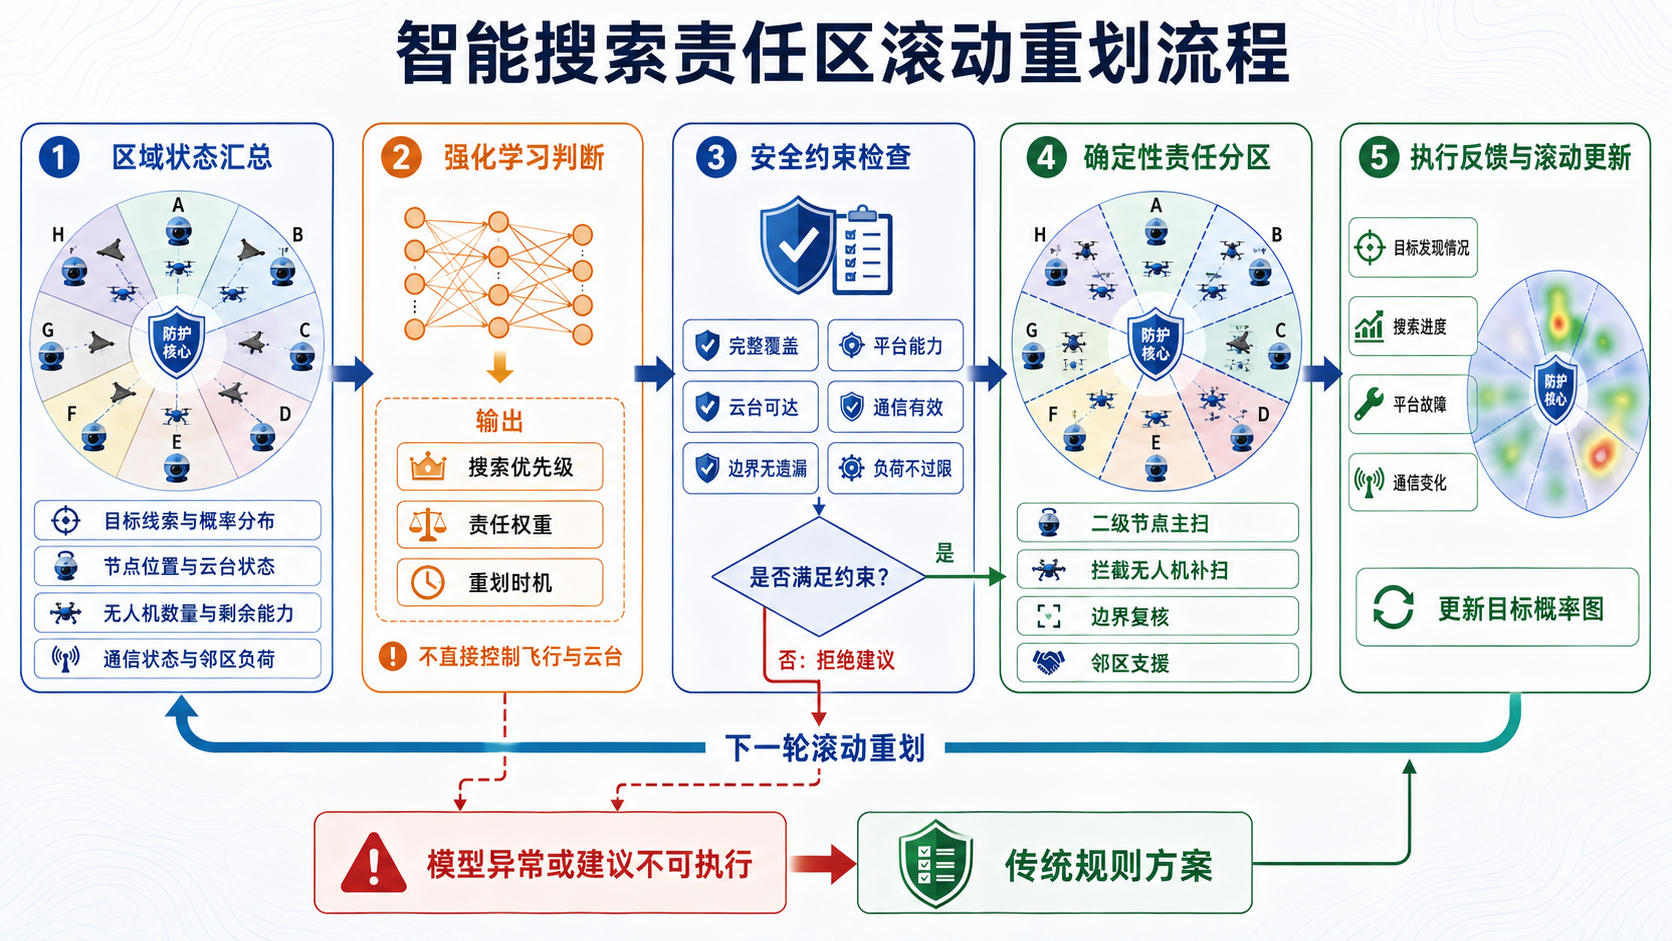 智能搜索责任区滚动重划流程
1 区域状态汇总
A
B
C
D
E
F
G
H
防护
核心
目标线索与概率分布
节点位置与云台状态
无人机数量与剩余能力
通信状态与邻区负荷
2 强化学习判断
输出
搜索优先级
责任权重
重划时机
不直接控制飞行与云台
3 安全约束检查
完整覆盖
平台能力
云台可达
通信有效
边界无遗漏
负荷不过限
是否满足约束？
是
否：拒绝建议
4 确定性责任分区
A
B
C
D
E
F
G
H
防护
核心
二级节点主扫
拦截无人机补扫
边界复核
邻区支援
5 执行反馈与滚动更新
目标发现情况
搜索进度
平台故障
通信变化
防护
核心
更新目标概率图
下一轮滚动重划
模型异常或建议不可执行
传统规则方案